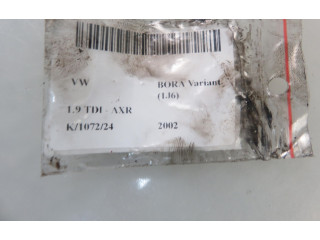 VW BORA Variant
(1J6)
1.9 TDI - AXR
K/1072/24 2002